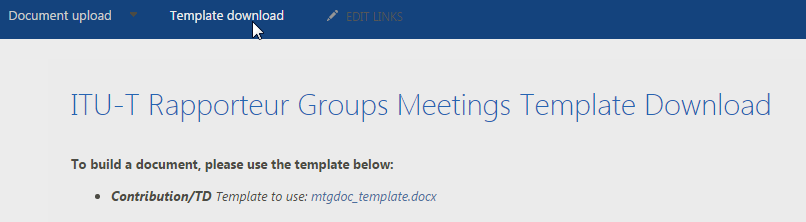 Document upload Template download EDIT LINKS
ITU-T Rapporteur Groups Meetings Template Download
To build a document, please use the template below:
• Contribution/TD Template to use: mtgdoc_template.docx